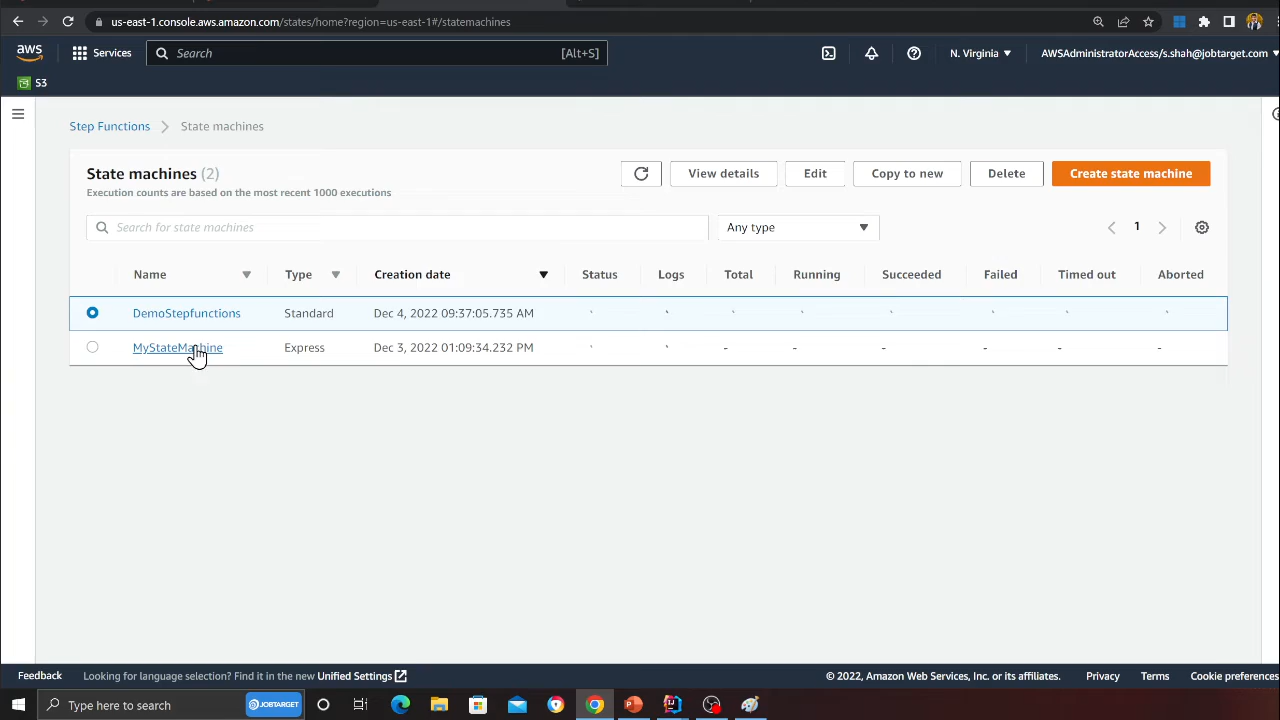 us-east-1.console.aws.amazon.com/states/home?region=us-east-1#/statemachines
aws
Services
Search
[Alt+S]
N. Virginia
AWSAdministratorAccess/s.shah@jobtarget.com
S3
Step Functions
State machines
State machines (2)
Execution counts are based on the most recent 1000 executions
View details
Edit
Copy to new
Delete
Create state machine
Search for state machines
Any type
1
Name Type Creation date Status Logs Total Running Succeeded Failed Timed out Aborted
DemoStepfunctions Standard Dec 4, 2022 09:37:05.735 AM
MyStateMachine Express Dec 3, 2022 01:09:34.232 PM - - - - - -
Feedback
Looking for language selection? Find it in the new Unified Settings
© 2022, Amazon Web Services, Inc. or its affiliates.
Privacy
Terms
Cookie preferences
Type here to search
JOBTARGET